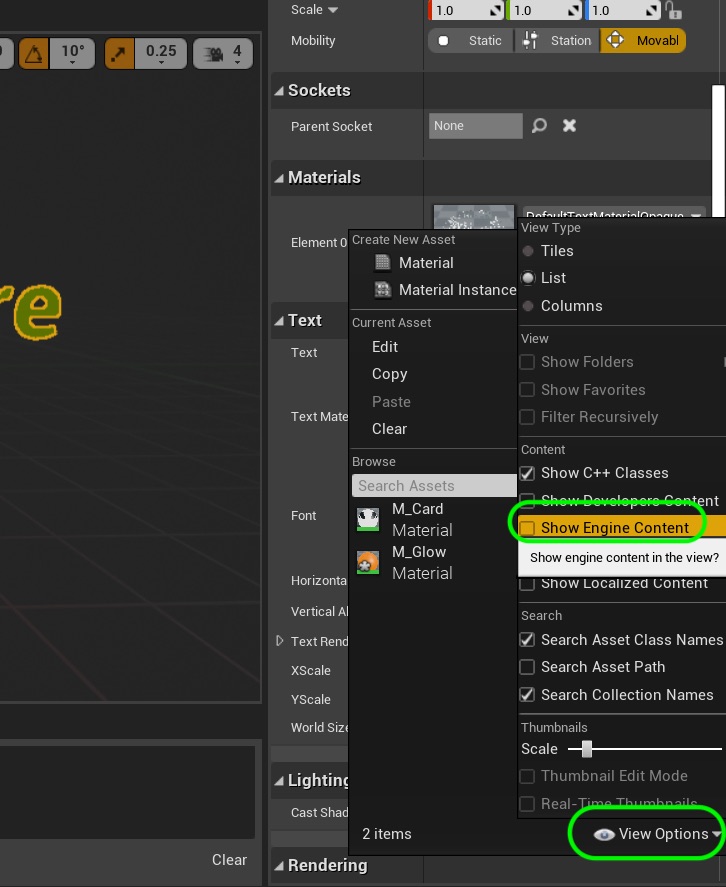 Scale
1.0 1.0 1.0
Mobility
Static Station Movabl
10° 0.25 4
Sockets
Parent Socket
None
Materials
Element 0
DefaultTextMaterialOpaque
re
Create New Asset
Material
Material Instance
Current Asset
Edit
Copy
Paste
Clear
Browse
Search Assets
M_Card
Material
M_Glow
Material
2 items
View Type
Tiles
List
Columns
View
Show Folders
Show Favorites
Filter Recursively
Content
Show C++ Classes
Show Developers Content
Show Engine Content
Show engine content in the view?
Show Localized Content
Search
Search Asset Class Names
Search Asset Path
Search Collection Names
Thumbnails
Scale
Thumbnail Edit Mode
Real-Time Thumbnails
View Options
Text
Text
Text Mate
Font
Horizonta
Vertical Al
Text Rend
XScale
YScale
World Size
Lighting
Cast Shad
Rendering
Clear